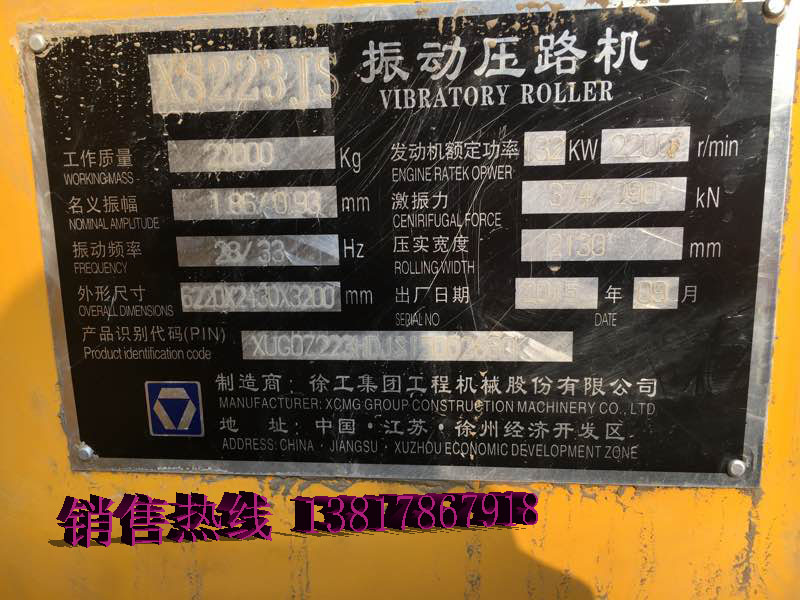 XS223JS 振动压路机
VIBRATORY ROLLER
工作质量 22000 Kg 发动机额定功率 132 KW 2200 r/min
WORKING MASS ENGINE RATEK OPWER
名义振幅 1.86/0.93 mm 激振力 374/290 kN
NOMINAL AMPLITUDE CENIRIFUGAL FORCE
振动频率 28/33 Hz 压实宽度 2130 mm
FREQUENCY ROLLING WIDTH
外形尺寸 6220X2430X3200 mm 出厂日期 2015 年 09 月
OVERALL DIMENSIONS SERIAL NO DATE
产品识别代码(PIN)
Product identification code
制造商: 徐工集团工程机械股份有限公司
MANUFACTURER: XCMG GROUP CONSTRUCTION MACHINERY CO., LTD
地 址: 中国·江苏·徐州经济开发区
ADDRESS: CHINA · JIANGSU · XUZHOU ECONOMIC DEVELOPMENT ZONE
销售热线 13817867918